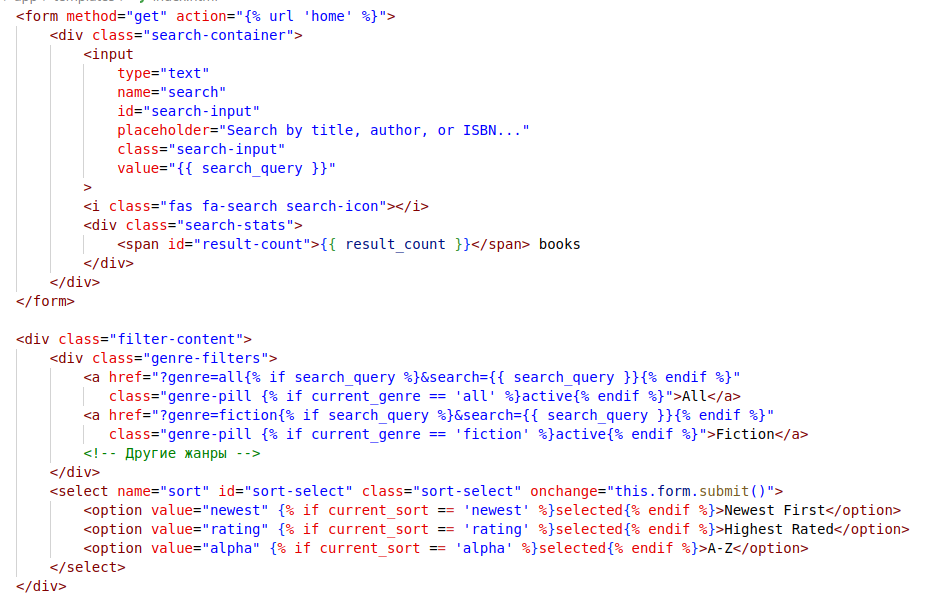 <form method="get" action="{% url 'home' %}">
    <div class="search-container">
        <input
            type="text"
            name="search"
            id="search-input"
            placeholder="Search by title, author, or ISBN..."
            class="search-input"
            value="{{ search_query }}"
        >
        <i class="fas fa-search search-icon"></i>
        <div class="search-stats">
            <span id="result-count">{{ result_count }}</span> books
        </div>
    </div>
</form>

<div class="filter-content">
    <div class="genre-filters">
        <a href="?genre=all{% if search_query %}&search={{ search_query }}{% endif %}"
           class="genre-pill {% if current_genre == 'all' %}active{% endif %}">All</a>
        <a href="?genre=fiction{% if search_query %}&search={{ search_query }}{% endif %}"
           class="genre-pill {% if current_genre == 'fiction' %}active{% endif %}">Fiction</a>
        <!-- Другие жанры -->
    </div>
    <select name="sort" id="sort-select" class="sort-select" onchange="this.form.submit()">
        <option value="newest" {% if current_sort == 'newest' %}selected{% endif %}>Newest First</option>
        <option value="rating" {% if current_sort == 'rating' %}selected{% endif %}>Highest Rated</option>
        <option value="alpha" {% if current_sort == 'alpha' %}selected{% endif %}>A-Z</option>
    </select>
</div>